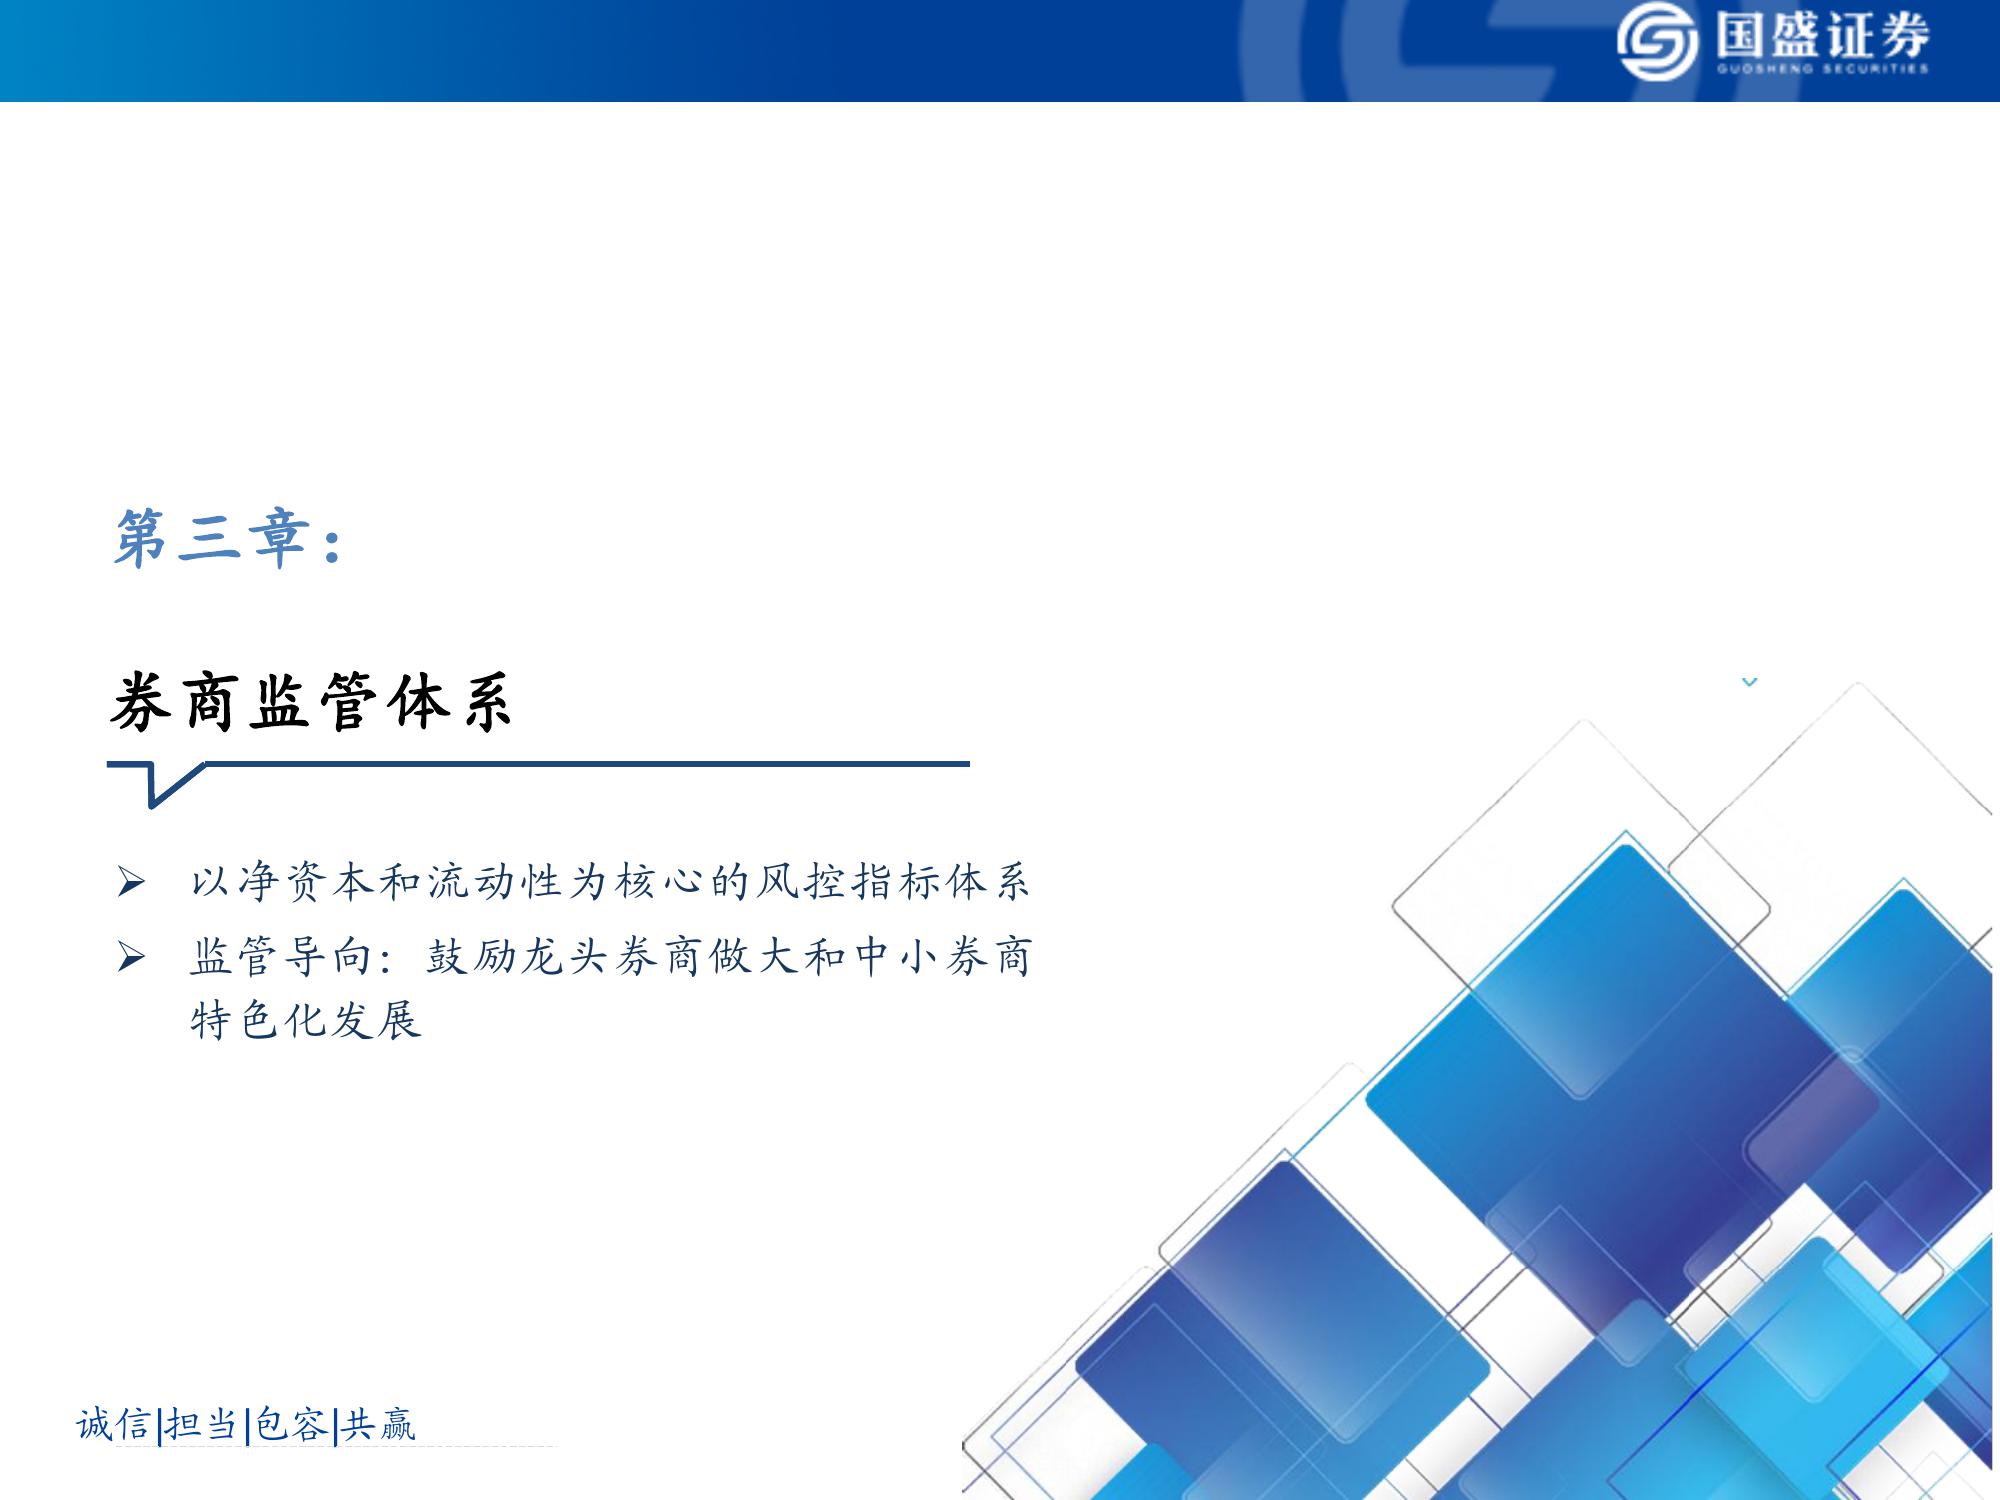 国盛证券
GUOSHENG SECURITIES
第三章：
券商监管体系
➢ 以净资本和流动性为核心的风控指标体系
➢ 监管导向：鼓励龙头券商做大和中小券商
特色化发展
诚信|担当|包容|共赢